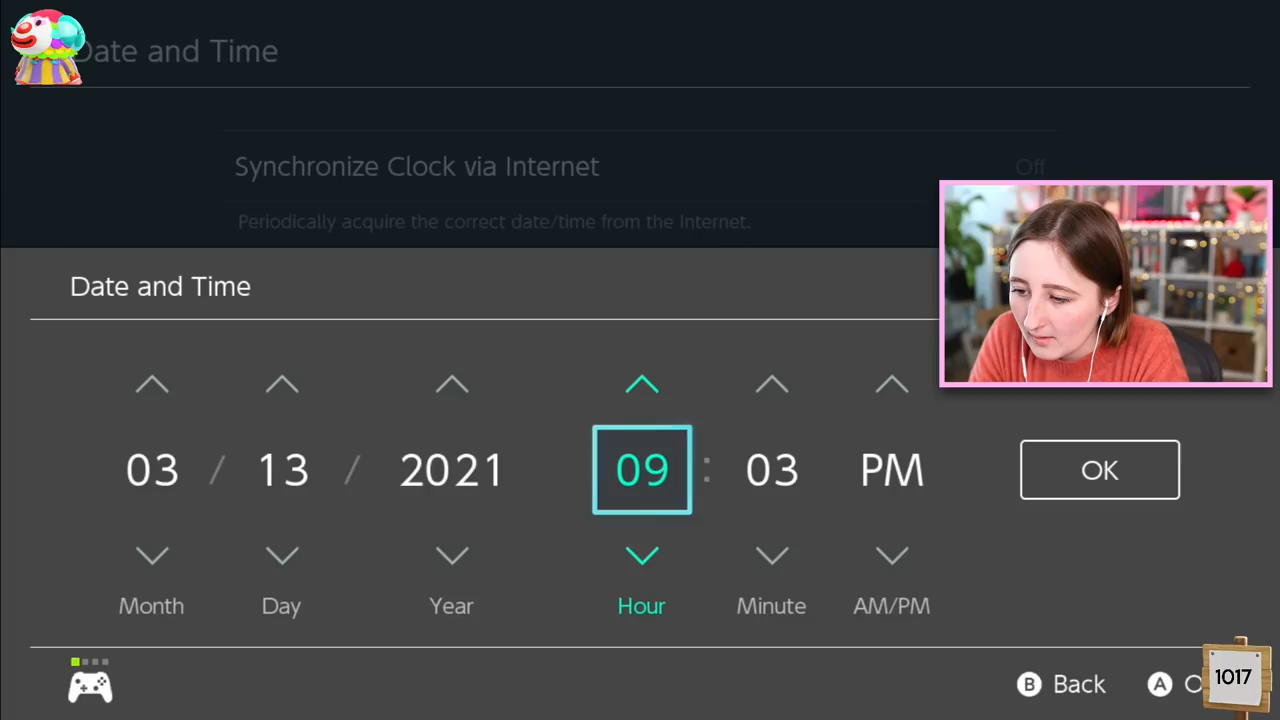 Date and Time
Synchronize Clock via Internet Off
Periodically acquire the correct date/time from the Internet.
Date and Time
03 / 13 / 2021 09 : 03 PM OK
Month Day Year Hour Minute AM/PM
B Back A
1017